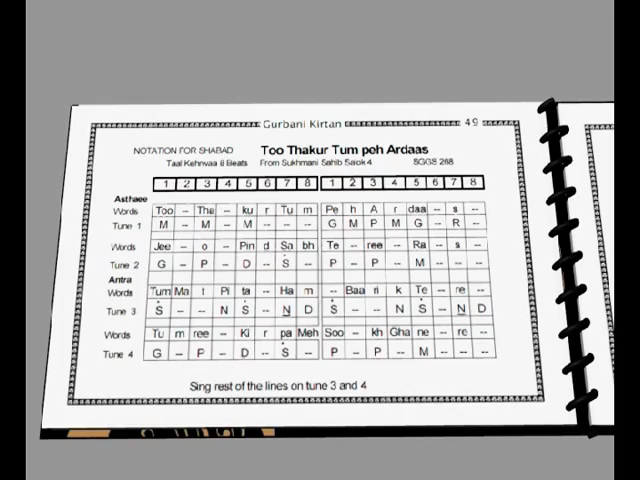 Gurbani Kirtan 49
NOTATION FOR SHABAD Too Thakur Tum peh Ardaas
Taal Kehrwaa 8 Beats From Sukhmani Sahib Salok 4 SGGS 268
1 2 3 4 5 6 7 8 1 2 3 4 5 6 7 8
Asthaee
Words Too -- Tha -- ku r Tu m Pe h A r daa -- s --
Tune 1 M -- M -- M -- -- -- G M P M G -- R --
Words Jee -- o -- Pin d Sa bh Te -- ree -- Ra -- s --
Tune 2 G -- P -- D -- Ṡ -- P -- P -- M -- -- --
Antra
Words Tum Ma t Pi ta -- Ha m -- Baa ri k Te -- re --
Tune 3 Ṡ -- -- N Ṡ -- N D Ṡ -- -- N Ṡ -- N D
Words Tu m ree -- Ki r pa Meh Soo -- kh Gha ne -- re --
Tune 4 G -- P -- D -- Ṡ -- P -- P -- M -- -- --
Sing rest of the lines on tune 3 and 4